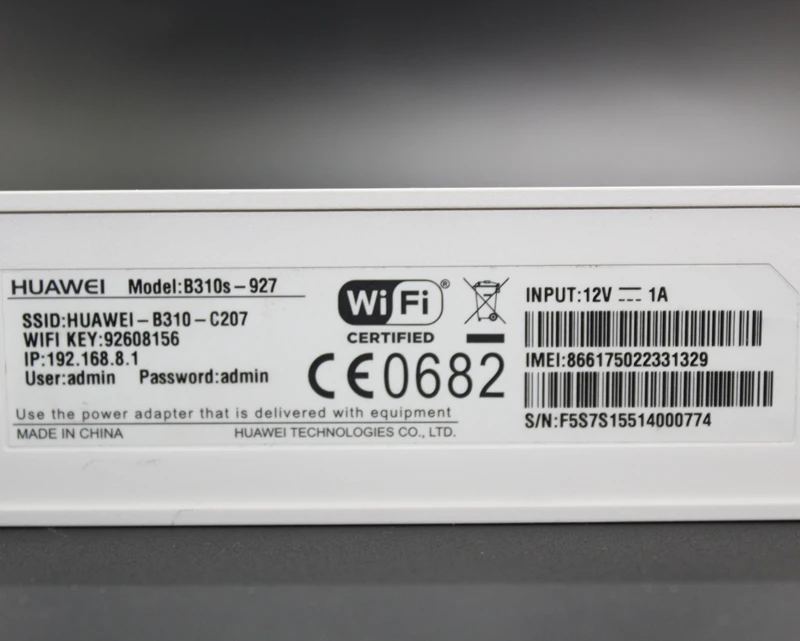 HUAWEI Model:B310s-927
SSID:HUAWEI-B310-C207
WIFI KEY:92608156
IP:192.168.8.1
User:admin Password:admin
Use the power adapter that is delivered with equipment
MADE IN CHINA HUAWEI TECHNOLOGIES CO., LTD.
Wi Fi ®
CERTIFIED
CE0682
INPUT:12V ⎓ 1A
IMEI:866175022331329
S/N:F5S7S15514000774